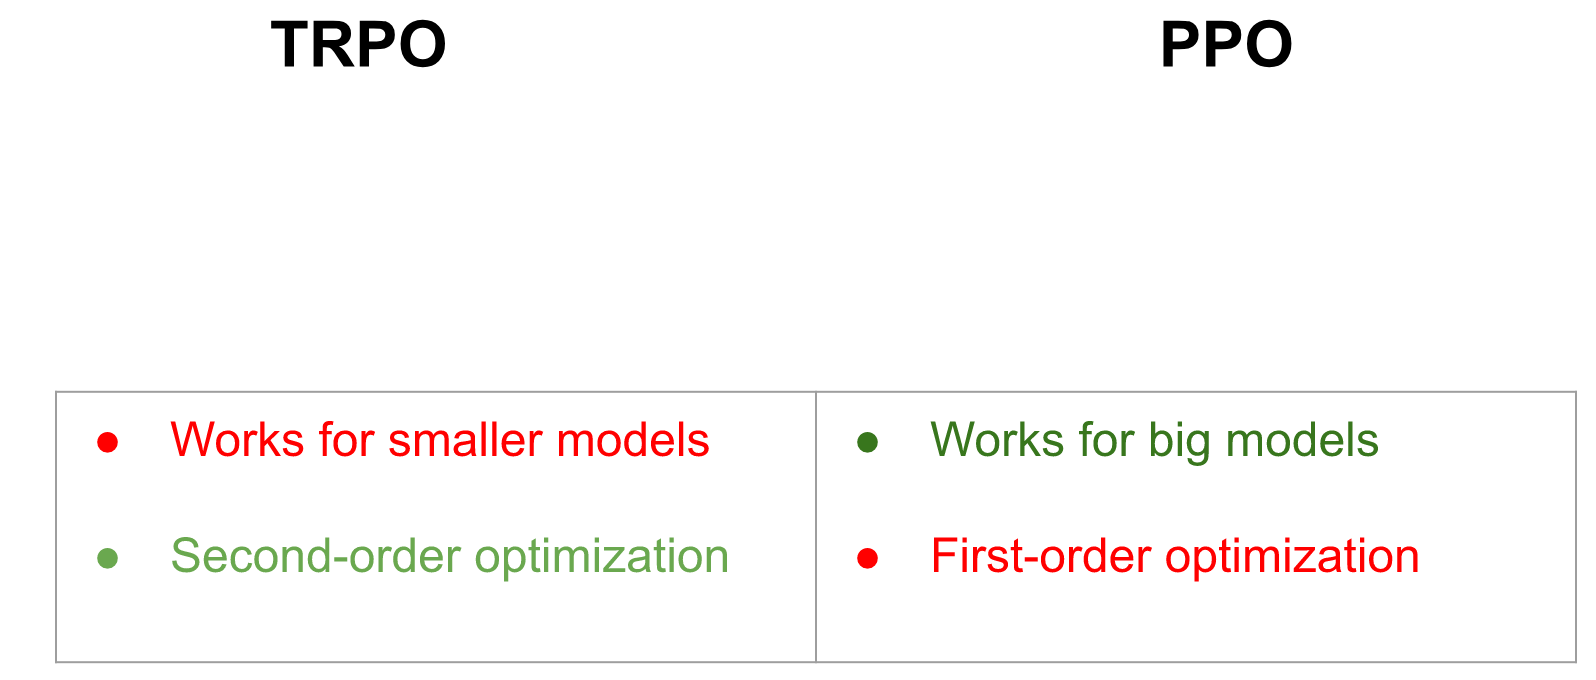 TRPO
PPO
● Works for smaller models
● Second-order optimization
● Works for big models
● First-order optimization